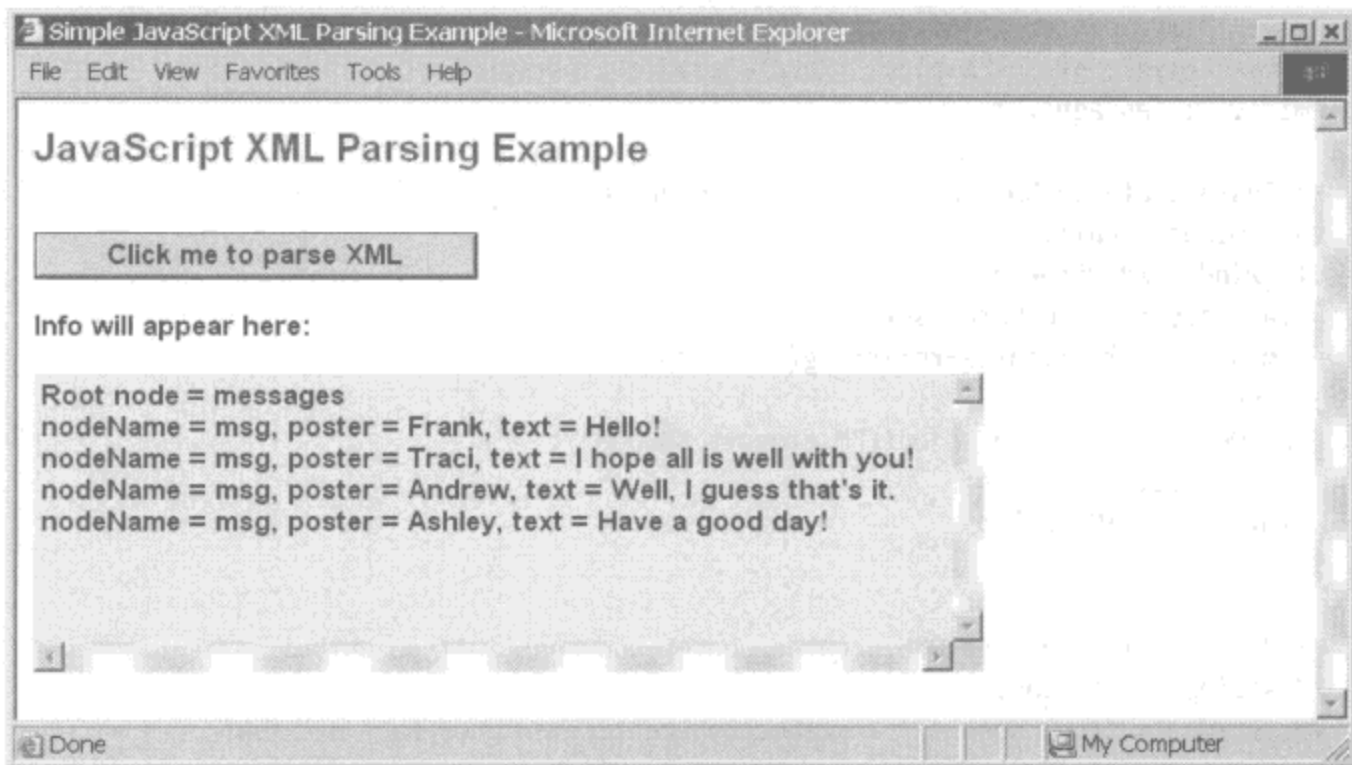 Simple JavaScript XML Parsing Example - Microsoft Internet Explorer
File Edit View Favorites Tools Help
JavaScript XML Parsing Example
Click me to parse XML
Info will appear here:
Root node = messages
nodeName = msg, poster = Frank, text = Hello!
nodeName = msg, poster = Traci, text = I hope all is well with you!
nodeName = msg, poster = Andrew, text = Well, I guess that's it.
nodeName = msg, poster = Ashley, text = Have a good day!
Done
My Computer